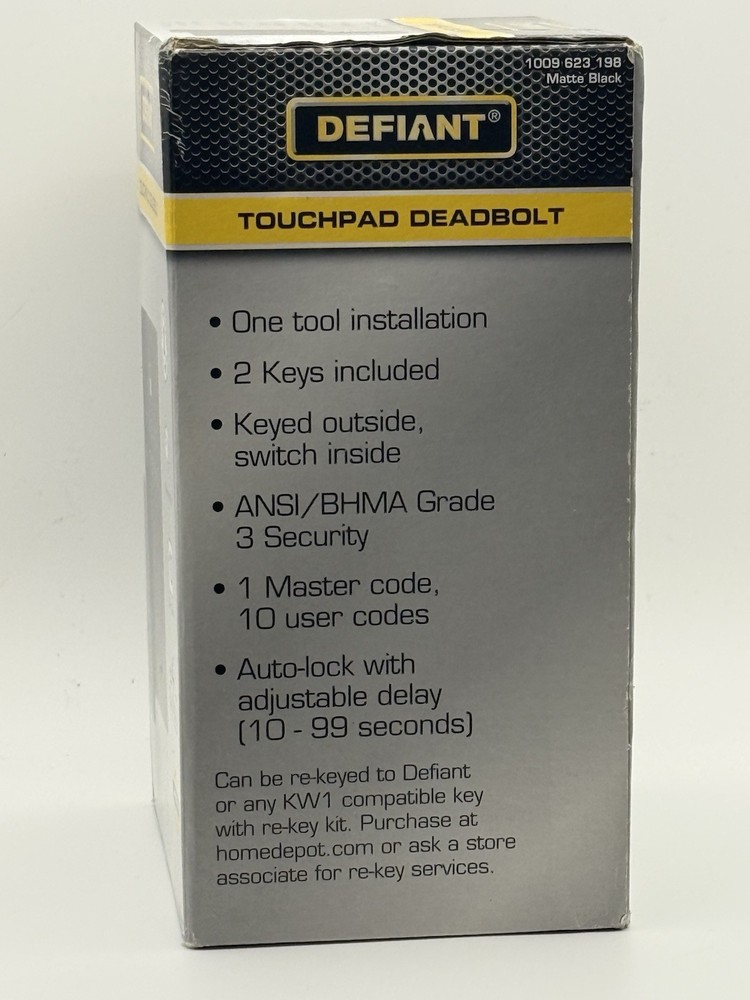 1009 623 198
Matte Black
DEFIANT®
TOUCHPAD DEADBOLT
• One tool installation
• 2 Keys included
• Keyed outside,
switch inside
• ANSI/BHMA Grade
3 Security
• 1 Master code,
10 user codes
• Auto-lock with
adjustable delay
(10 - 99 seconds)
Can be re-keyed to Defiant
or any KW1 compatible key
with re-key kit. Purchase at
homedepot.com or ask a store
associate for re-key services.